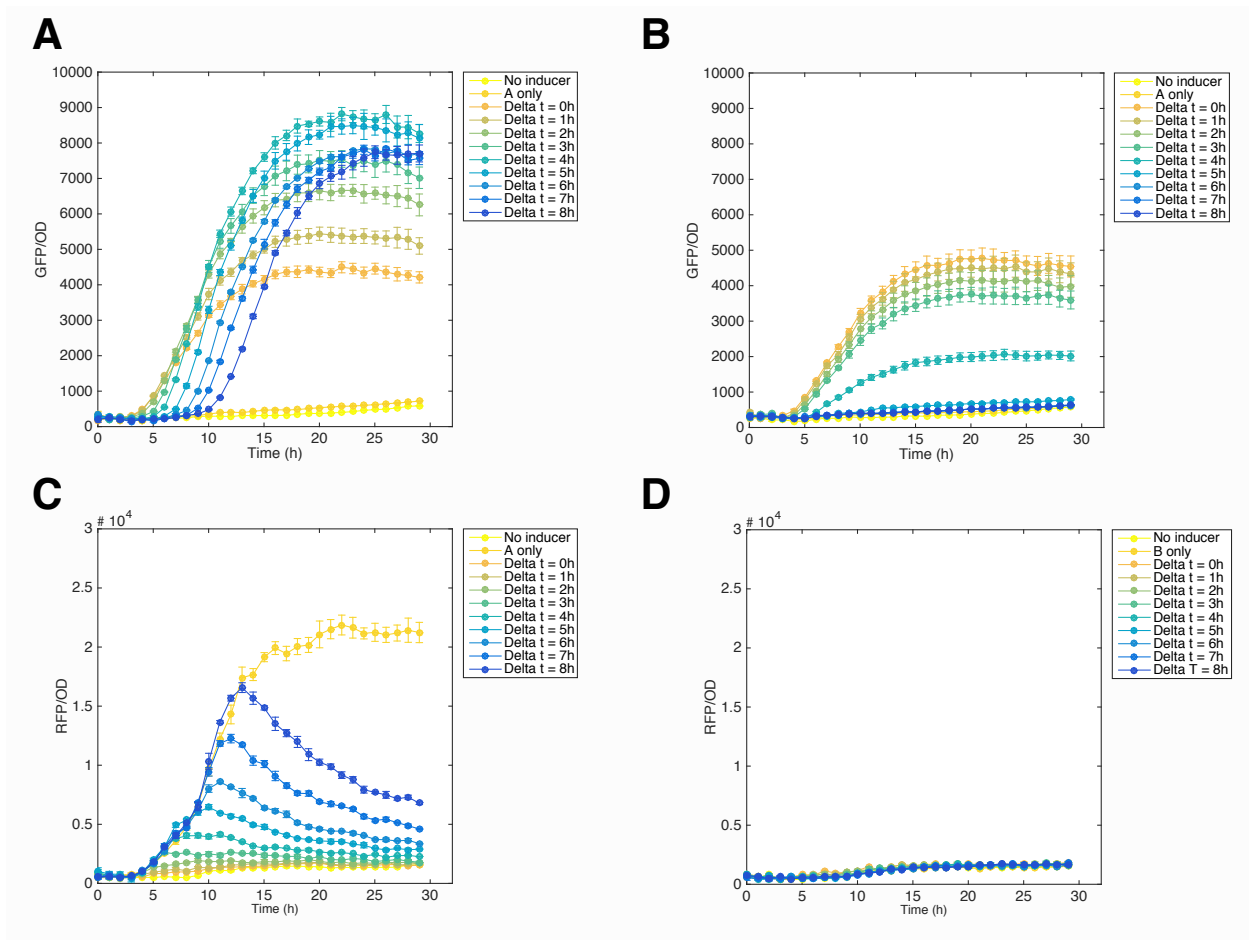 A
10000
9000
8000
7000
6000
5000
4000
3000
2000
1000
0
GFP/OD
0
5
10
15
20
25
30
Time (h)
No inducer
A only
Delta t = 0h
Delta t = 1h
Delta t = 2h
Delta t = 3h
Delta t = 4h
Delta t = 5h
Delta t = 6h
Delta t = 7h
Delta t = 8h
B
10000
9000
8000
7000
6000
5000
4000
3000
2000
1000
0
GFP/OD
0
5
10
15
20
25
30
Time (h)
No inducer
A only
Delta t = 0h
Delta t = 1h
Delta t = 2h
Delta t = 3h
Delta t = 4h
Delta t = 5h
Delta t = 6h
Delta t = 7h
Delta t = 8h
C
# 10^4
3
2.5
2
1.5
1
0.5
0
RFP/OD
0
5
10
15
20
25
30
Time (h)
No inducer
A only
Delta t = 0h
Delta t = 1h
Delta t = 2h
Delta t = 3h
Delta t = 4h
Delta t = 5h
Delta t = 6h
Delta t = 7h
Delta t = 8h
D
# 10^4
3
2.5
2
1.5
1
0.5
0
RFP/OD
0
5
10
15
20
25
30
Time (h)
No inducer
B only
Delta t = 0h
Delta t = 1h
Delta t = 2h
Delta t = 3h
Delta t = 4h
Delta t = 5h
Delta t = 6h
Delta t = 7h
Delta T = 8h